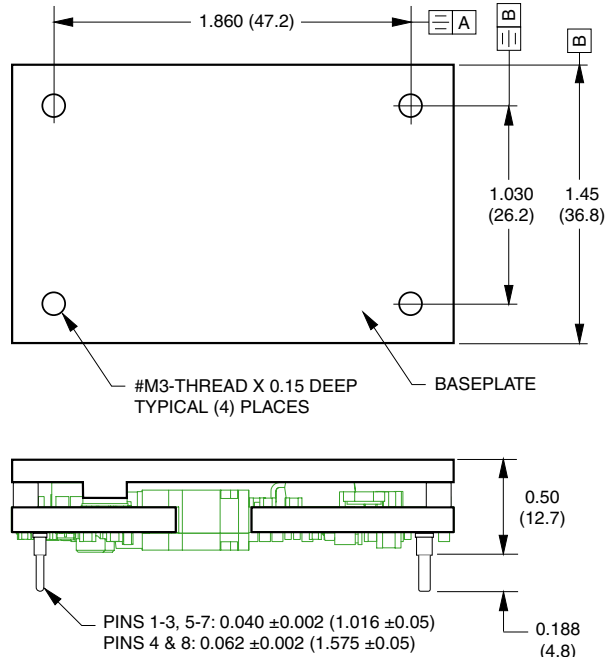 1.860 (47.2)
A
B
B
1.030
(26.2)
1.45
(36.8)
#M3-THREAD X 0.15 DEEP
TYPICAL (4) PLACES
BASEPLATE
0.50
(12.7)
PINS 1-3, 5-7: 0.040 ±0.002 (1.016 ±0.05)
PINS 4 & 8: 0.062 ±0.002 (1.575 ±0.05)
0.188
(4.8)